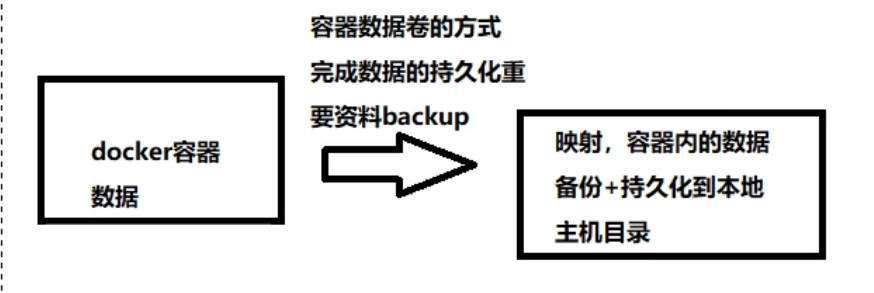 容器数据卷的方式
完成数据的持久化重
要资料backup
docker容器
数据
映射，容器内的数据
备份+持久化到本地
主机目录